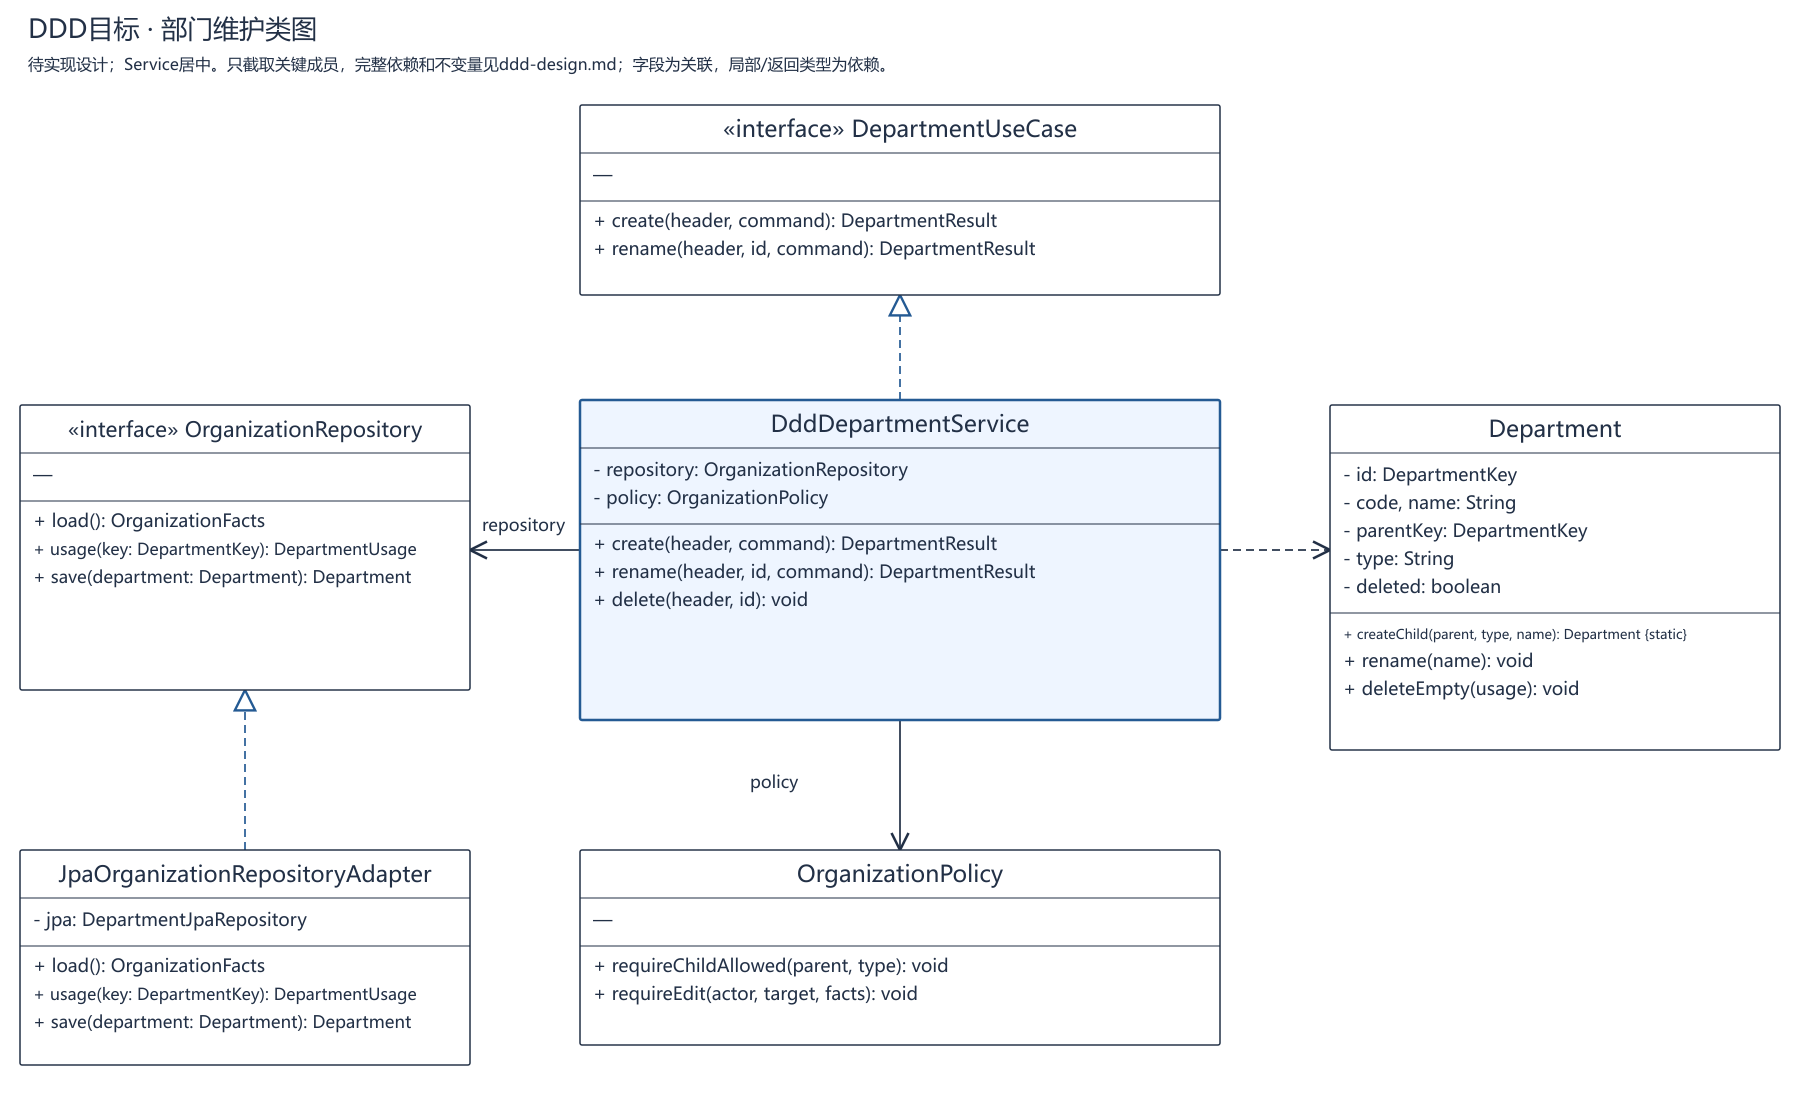 DDD目标 · 部门维护类图
待实现设计；Service居中。只截取关键成员，完整依赖和不变量见ddd-design.md；字段为关联，局部/返回类型为依赖。
«interface» DepartmentUseCase
—
+ create(header, command): DepartmentResult
+ rename(header, id, command): DepartmentResult
«interface» OrganizationRepository
—
+ load(): OrganizationFacts
+ usage(key: DepartmentKey): DepartmentUsage
+ save(department: Department): Department
repository
DddDepartmentService
- repository: OrganizationRepository
- policy: OrganizationPolicy
+ create(header, command): DepartmentResult
+ rename(header, id, command): DepartmentResult
+ delete(header, id): void
Department
- id: DepartmentKey
- code, name: String
- parentKey: DepartmentKey
- type: String
- deleted: boolean
+ createChild(parent, type, name): Department {static}
+ rename(name): void
+ deleteEmpty(usage): void
policy
JpaOrganizationRepositoryAdapter
- jpa: DepartmentJpaRepository
+ load(): OrganizationFacts
+ usage(key: DepartmentKey): DepartmentUsage
+ save(department: Department): Department
OrganizationPolicy
—
+ requireChildAllowed(parent, type): void
+ requireEdit(actor, target, facts): void